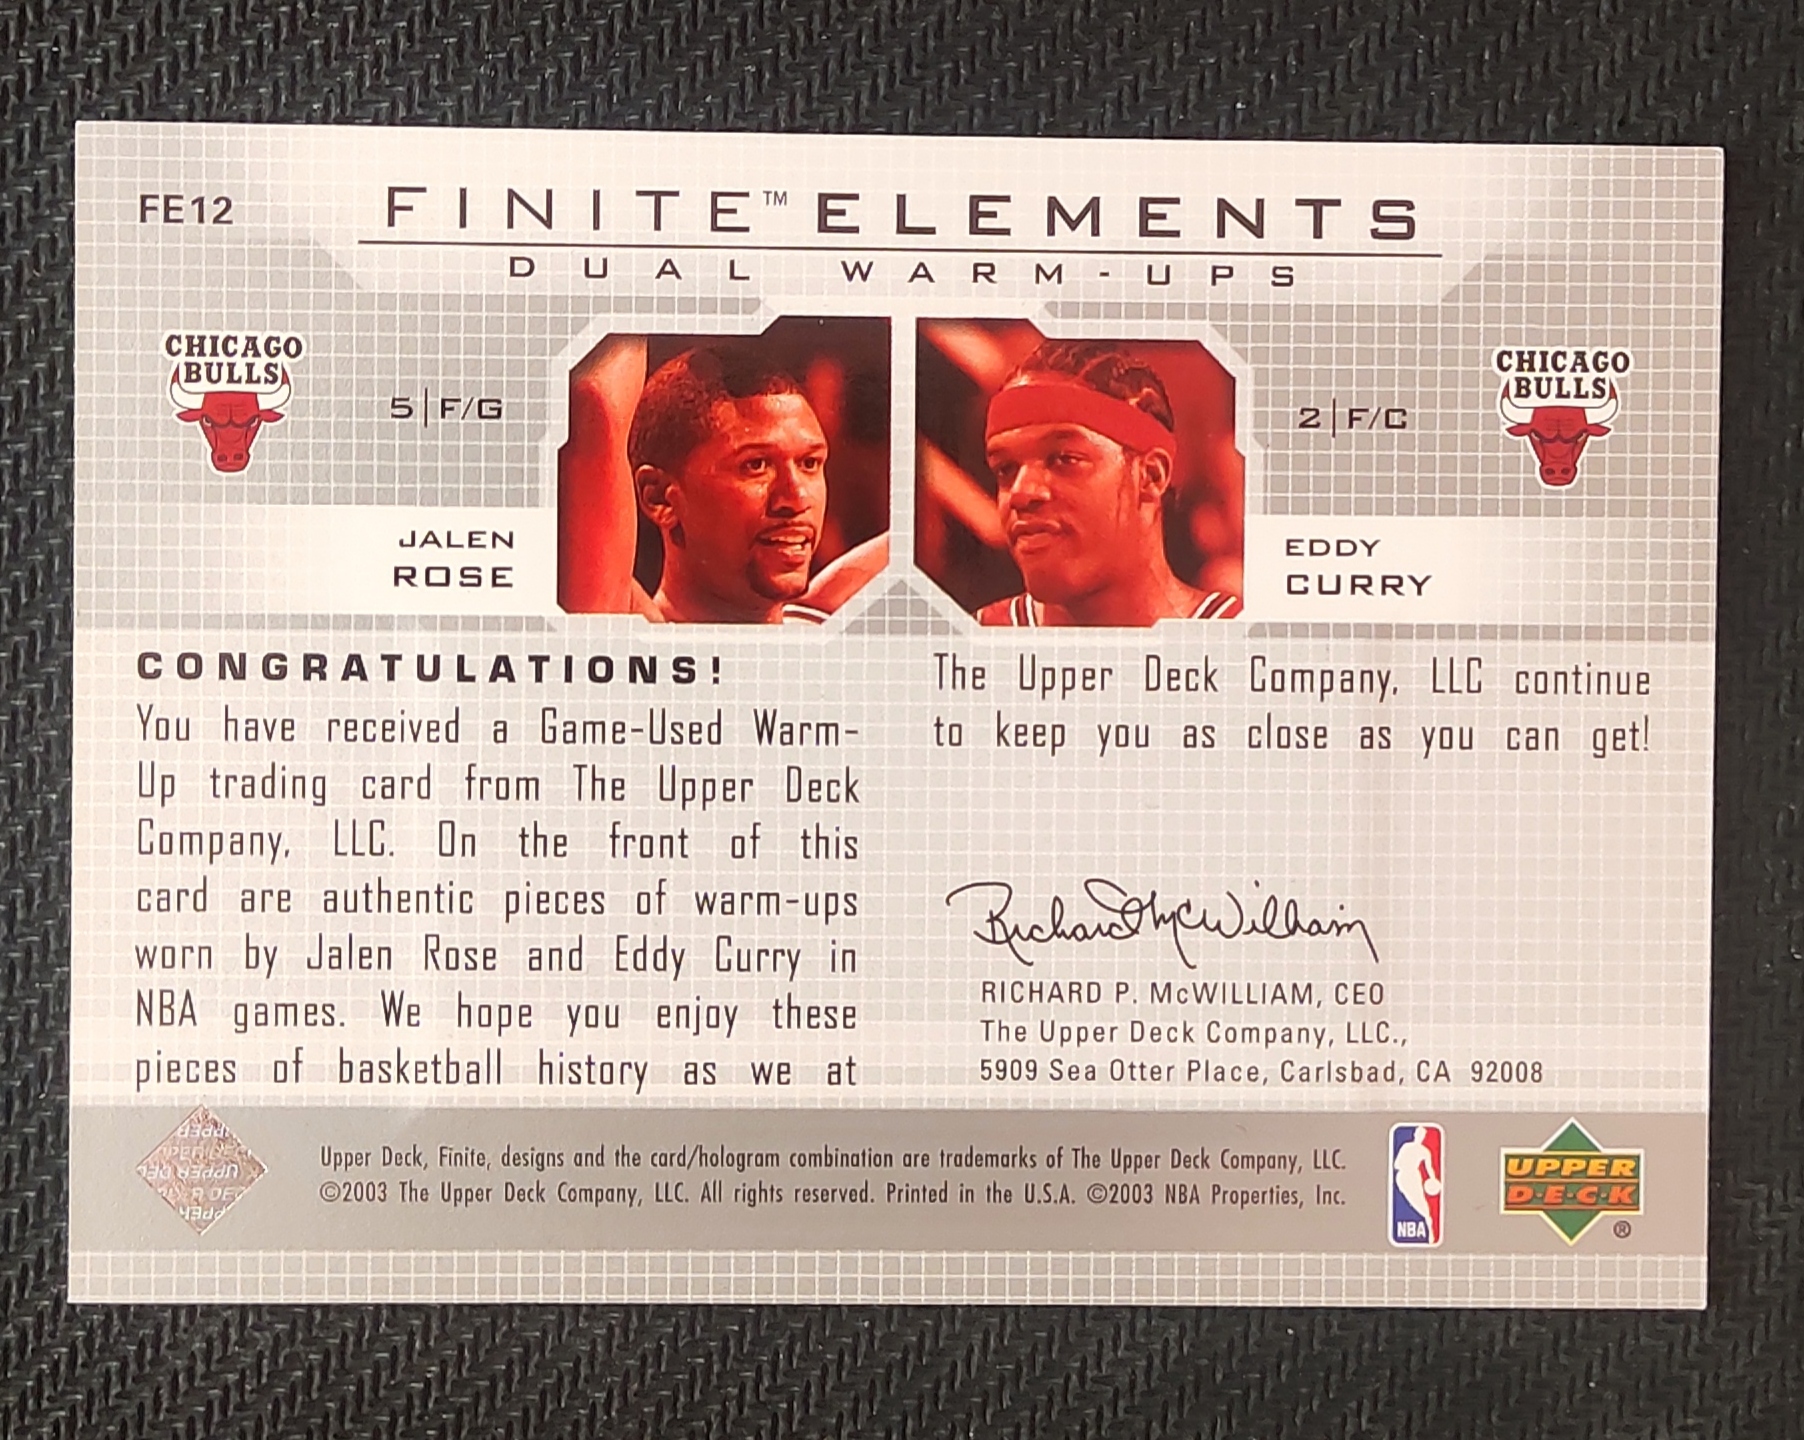 FE12
FINITE™ ELEMENTS
DUAL WARM-UPS
CHICAGO
BULLS
5|F/G
JALEN
ROSE
2|F/C
CHICAGO
BULLS
EDDY
CURRY
CONGRATULATIONS!
You have received a Game-Used Warm-
Up trading card from The Upper Deck
Company, LLC. On the front of this
card are authentic pieces of warm-ups
worn by Jalen Rose and Eddy Curry in
NBA games. We hope you enjoy these
pieces of basketball history as we at
The Upper Deck Company, LLC continue
to keep you as close as you can get!
Richard McWilliam
RICHARD P. McWILLIAM, CEO
The Upper Deck Company, LLC.,
5909 Sea Otter Place, Carlsbad, CA 92008
Upper Deck, Finite, designs and the card/hologram combination are trademarks of The Upper Deck Company, LLC.
©2003 The Upper Deck Company, LLC. All rights reserved. Printed in the U.S.A. ©2003 NBA Properties, Inc.
NBA
UPPER
D·E·C·K
®